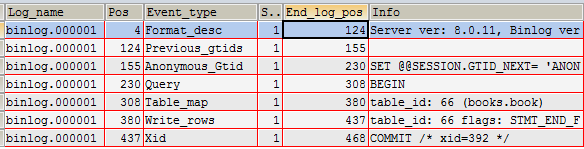 Log_name Pos Event_type S.. End_log_pos Info
binlog.000001 4 Format_desc 1 124 Server ver: 8.0.11, Binlog ver
binlog.000001 124 Previous_gtids 1 155
binlog.000001 155 Anonymous_Gtid 1 230 SET @@SESSION.GTID_NEXT= 'ANON
binlog.000001 230 Query 1 308 BEGIN
binlog.000001 308 Table_map 1 380 table_id: 66 (books.book)
binlog.000001 380 Write_rows 1 437 table_id: 66 flags: STMT_END_F
binlog.000001 437 Xid 1 468 COMMIT /* xid=392 */